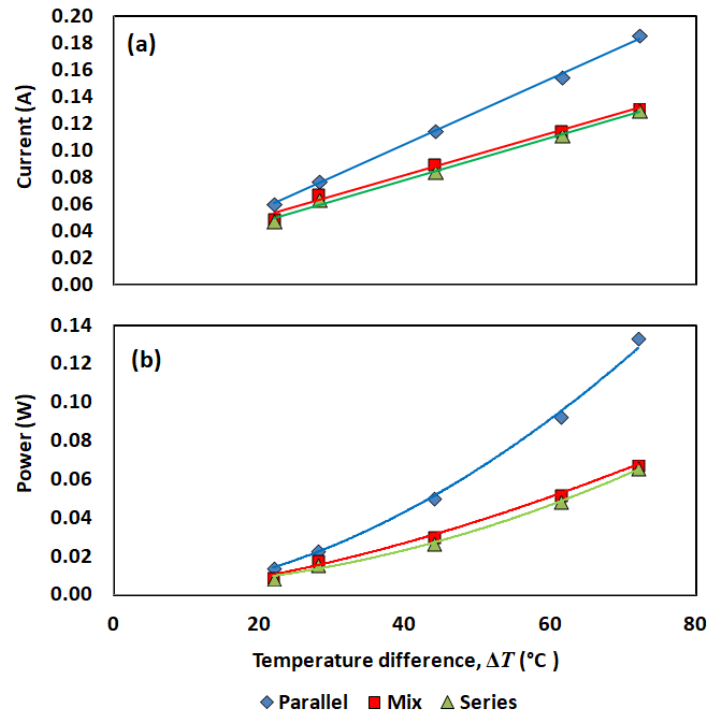 (a)
Current (A)
0.20
0.18
0.16
0.14
0.12
0.10
0.08
0.06
0.04
0.02
0.00
(b)
Power (W)
0.14
0.12
0.10
0.08
0.06
0.04
0.02
0.00
0 20 40 60 80
Temperature difference, ΔT (°C )
Parallel Mix Series